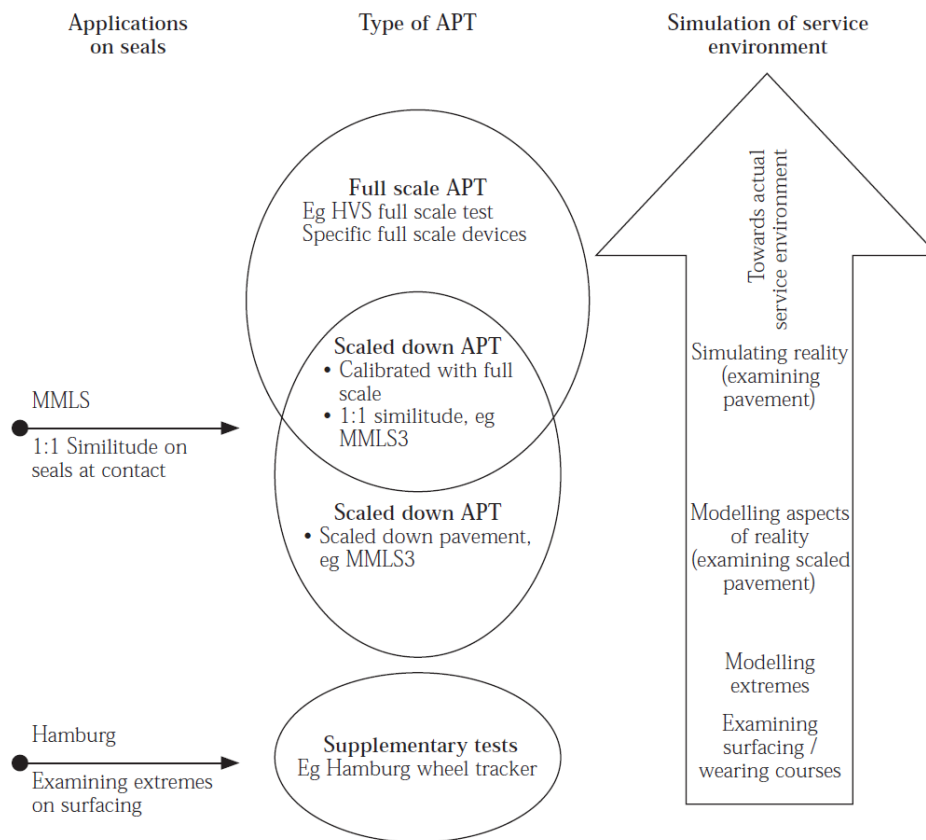 Applications
on seals
Type of APT
Simulation of service
environment
Full scale APT
Eg HVS full scale test
Specific full scale devices
Scaled down APT
• Calibrated with full
scale
• 1:1 similitude, eg
MMLS3
MMLS
1:1 Similitude on
seals at contact
Scaled down APT
• Scaled down pavement,
eg MMLS3
Hamburg
Examining extremes
on surfacing
Supplementary tests
Eg Hamburg wheel tracker
Towards actual
service environment
Simulating reality
(examining
pavement)
Modelling aspects
of reality
(examining scaled
pavement)
Modelling
extremes
Examining
surfacing /
wearing courses